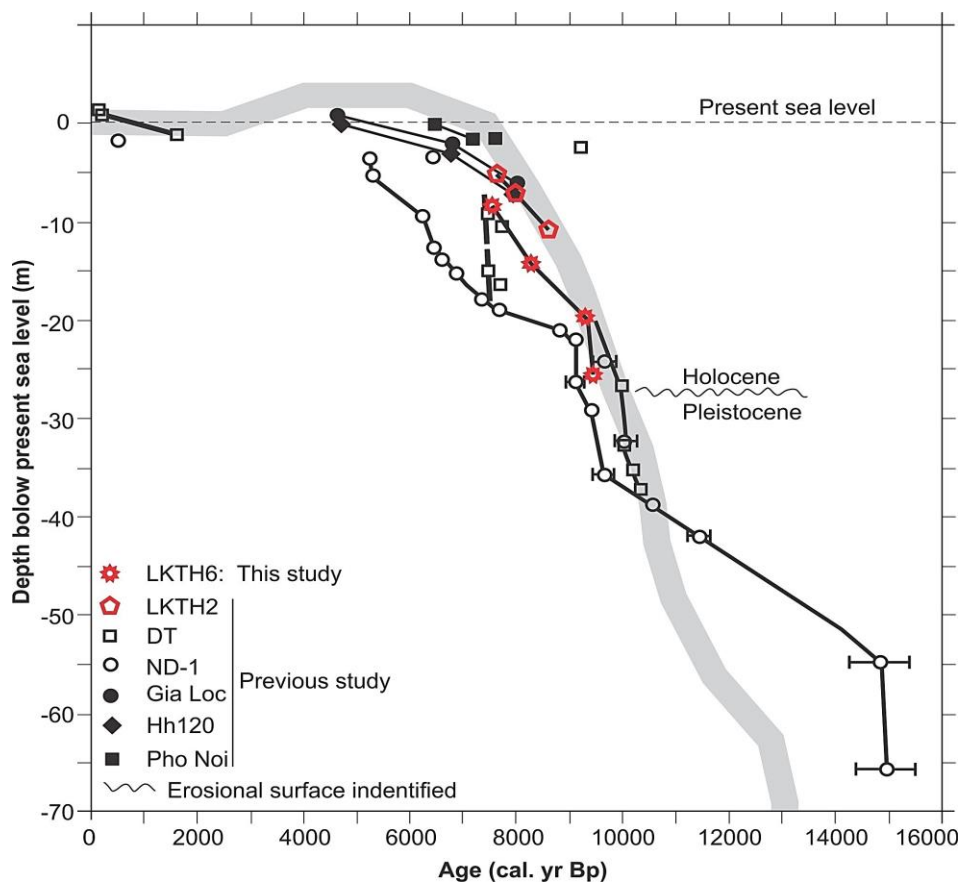 0
-10
-20
-30
-40
-50
-60
-70
Depth bolow present sea level (m)
Present sea level
Holocene
Pleistocene
LKTH6: This study
LKTH2
DT
ND-1
Gia Loc
Hh120
Pho Noi
Previous study
Erosional surface indentified
0 2000 4000 6000 8000 10000 12000 14000 16000
Age (cal. yr Bp)